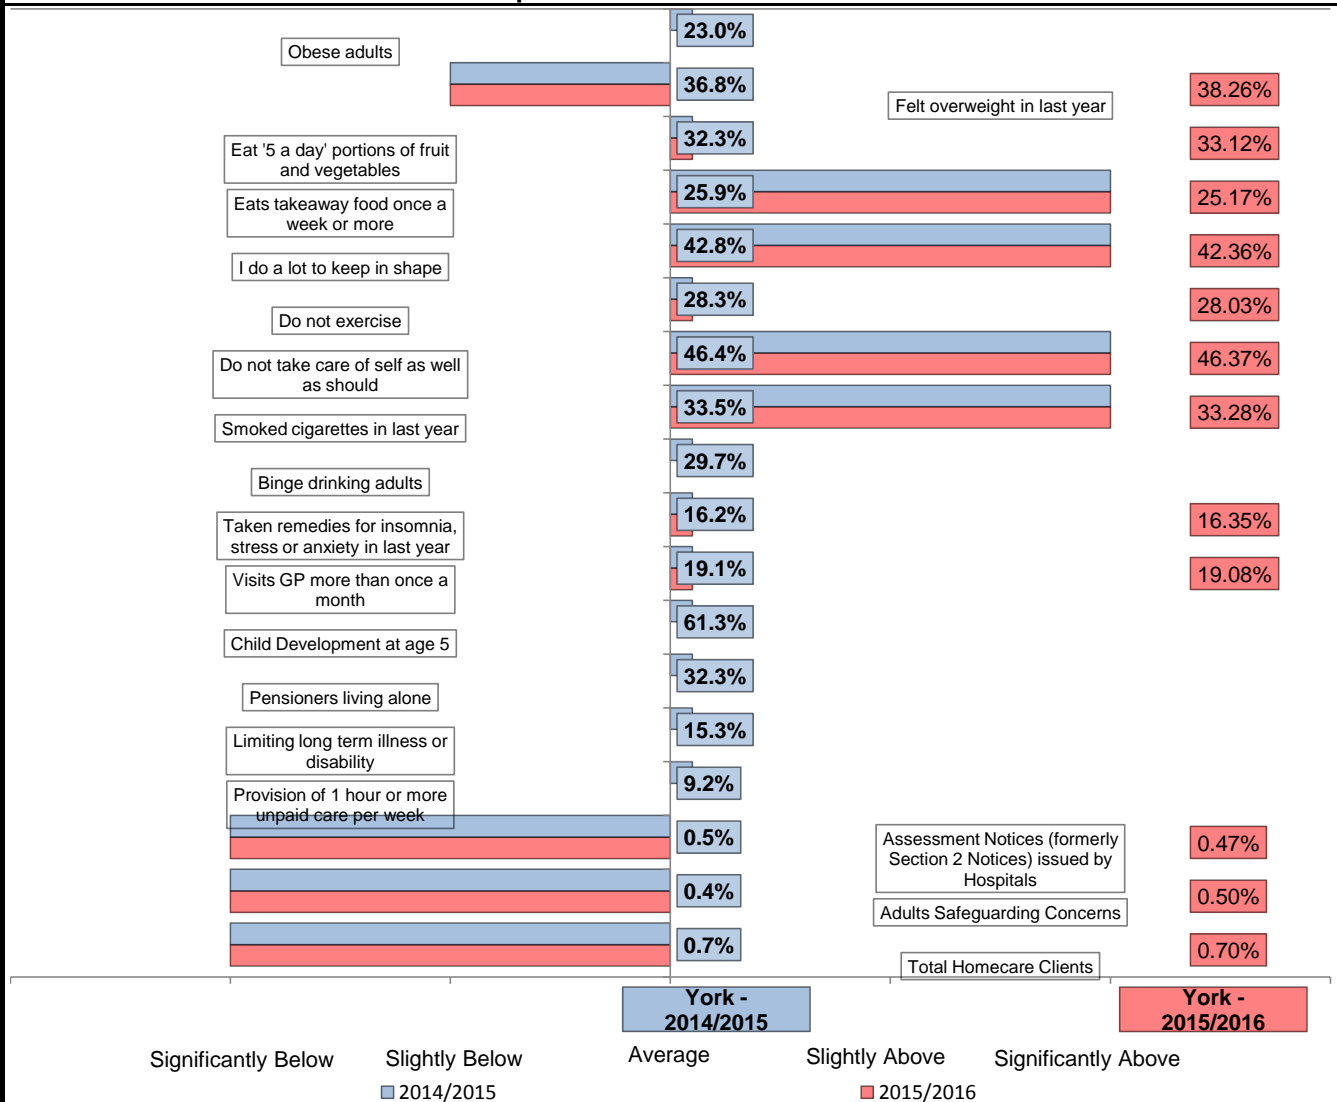 23.0%
Obese adults
36.8%
Felt overweight in last year
38.26%
32.3%
Eat '5 a day' portions of fruit
and vegetables
33.12%
25.9%
Eats takeaway food once a
week or more
25.17%
42.8%
I do a lot to keep in shape
42.36%
28.3%
Do not exercise
28.03%
46.4%
Do not take care of self as well
as should
46.37%
33.5%
Smoked cigarettes in last year
33.28%
29.7%
Binge drinking adults
16.2%
Taken remedies for insomnia,
stress or anxiety in last year
16.35%
19.1%
Visits GP more than once a
month
19.08%
61.3%
Child Development at age 5
32.3%
Pensioners living alone
15.3%
Limiting long term illness or
disability
9.2%
Provision of 1 hour or more
unpaid care per week
0.5%
Assessment Notices (formerly
Section 2 Notices) issued by
Hospitals
0.47%
0.4%
Adults Safeguarding Concerns
0.50%
0.7%
Total Homecare Clients
0.70%
York -
2014/2015
York -
2015/2016
Significantly Below
Slightly Below
Average
Slightly Above
Significantly Above
2014/2015
2015/2016